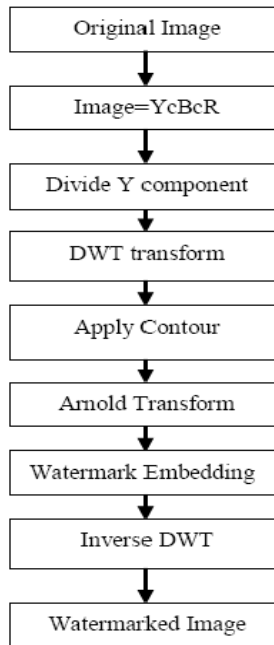 Original Image
Image=YcBcR
Divide Y component
DWT transform
Apply Contour
Arnold Transform
Watermark Embedding
Inverse DWT
Watermarked Image